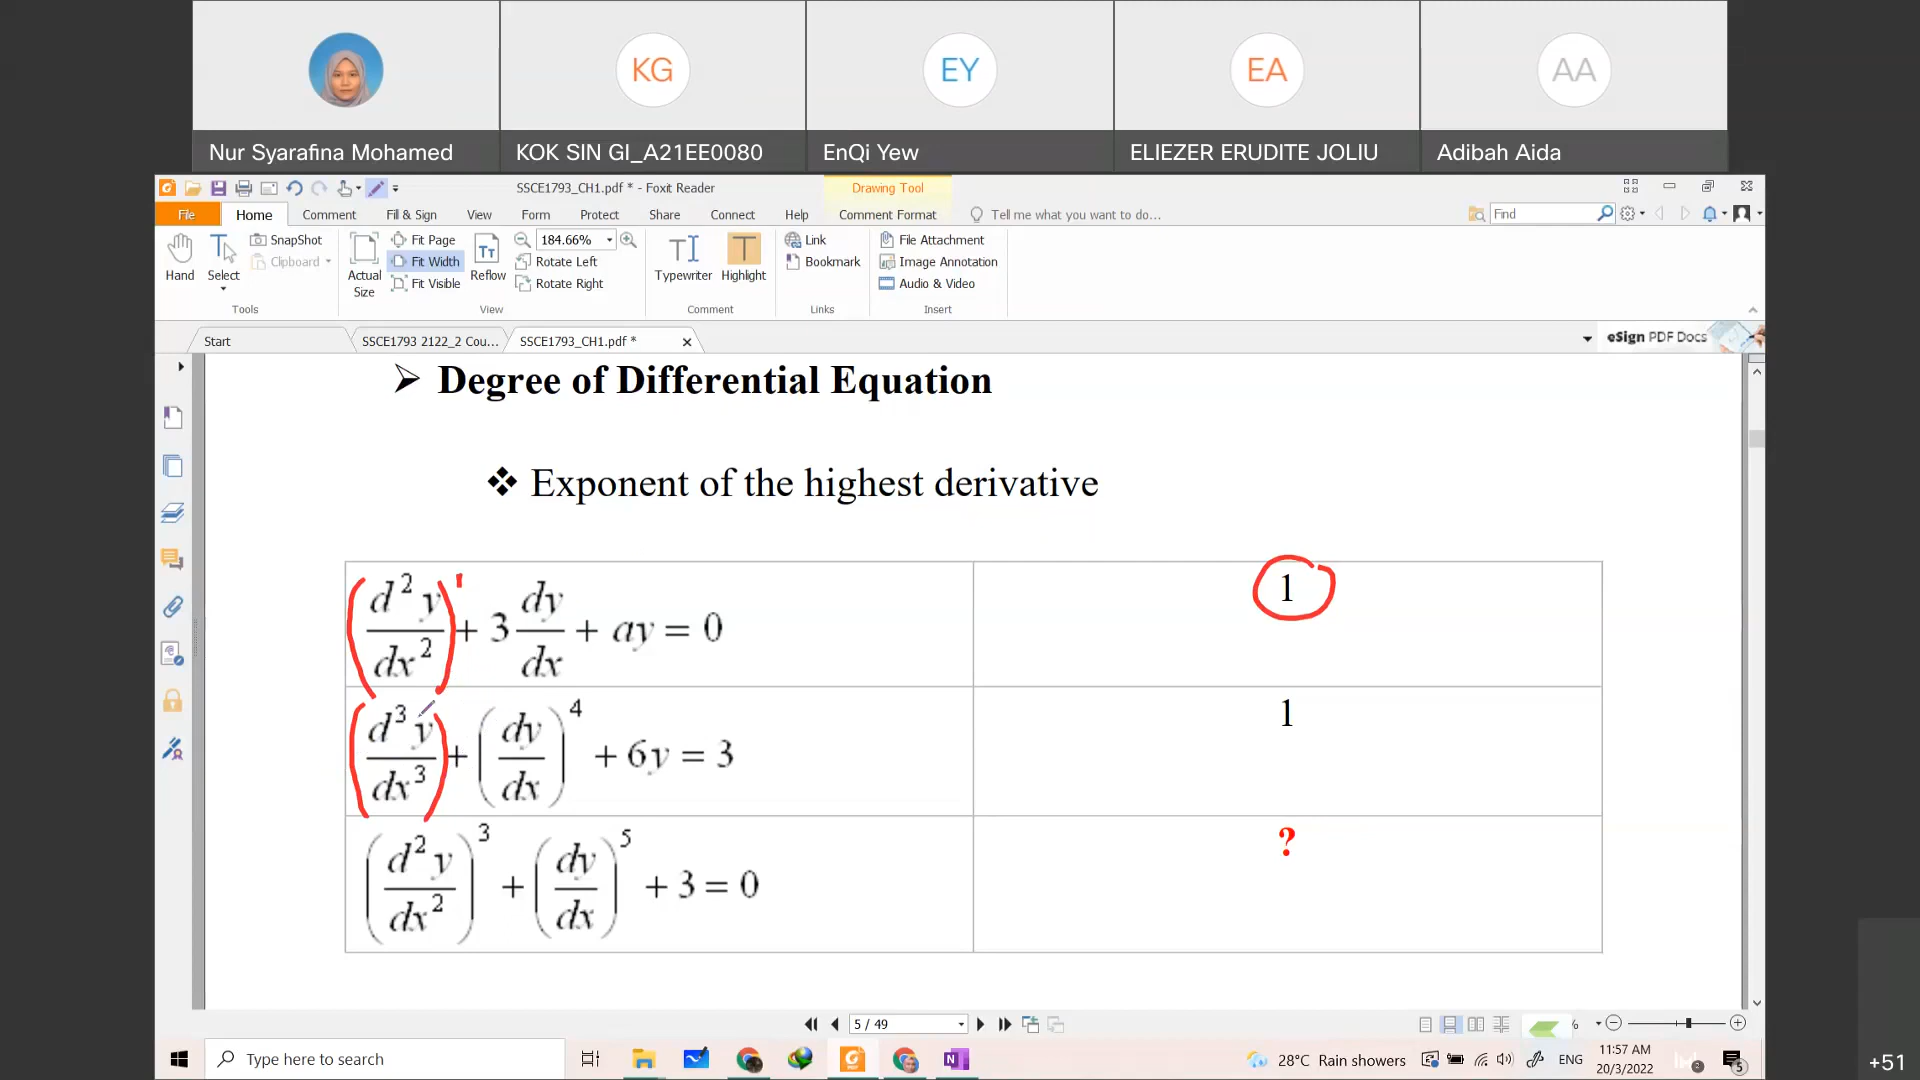 KG
EY
EA
AA
Nur Syarafina Mohamed
KOK SIN GI_A21EE0080
EnQi Yew
ELIEZER ERUDITE JOLIU
Adibah Aida
SSCE1793_CH1.pdf * - Foxit Reader
Drawing Tool
File
Home
Comment
Fill & Sign
View
Form
Protect
Share
Connect
Help
Comment Format
Tell me what you want to do...
Find
Hand
Select
SnapShot
Clipboard
Tools
Actual Size
Fit Page
Fit Width
Fit Visible
Reflow
184.66%
Rotate Left
Rotate Right
View
Typewriter
Highlight
Comment
Link
Bookmark
Links
File Attachment
Image Annotation
Audio & Video
Insert
Start
SSCE1793 2122_2 Cou...
SSCE1793_CH1.pdf *
eSign PDF Docs
➢ Degree of Differential Equation
❖ Exponent of the highest derivative
(d²y/dx²)¹ + 3 dy/dx + ay = 0
1
(d³y/dx³) + (dy/dx)⁴ + 6y = 3
1
(d²y/dx²)³ + (dy/dx)⁵ + 3 = 0
?
5 / 49
%
Type here to search
28°C Rain showers
ENG
11:57 AM
20/3/2022
2
5
+51